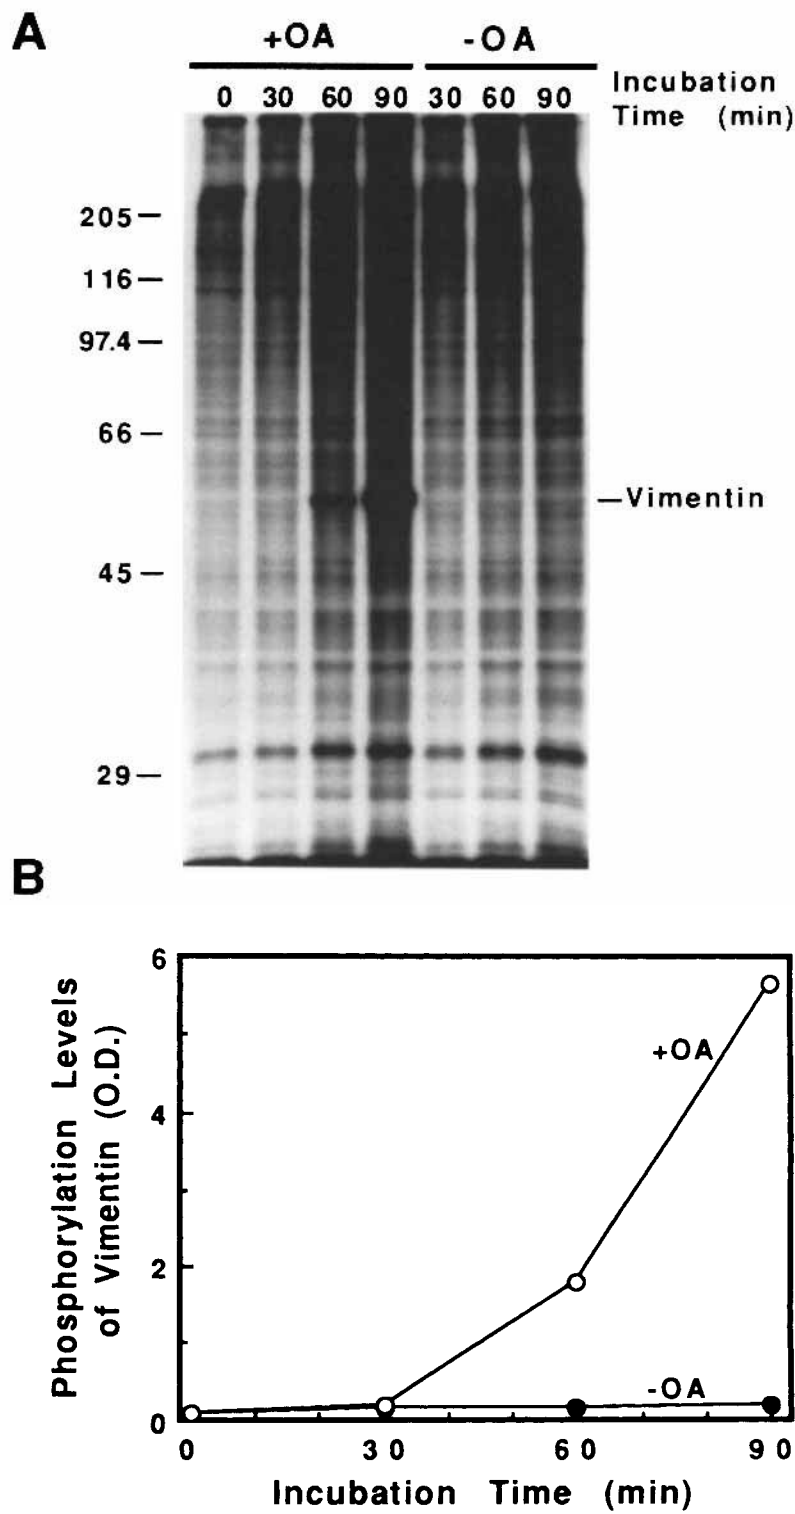 A
+OA -OA
0 30 60 90 30 60 90
Incubation
Time (min)
205
116
97.4
66
Vimentin
45
29
B
6
4
2
0
Phosphorylation Levels
of Vimentin (O.D.)
+OA
-OA
0 30 60 90
Incubation Time (min)